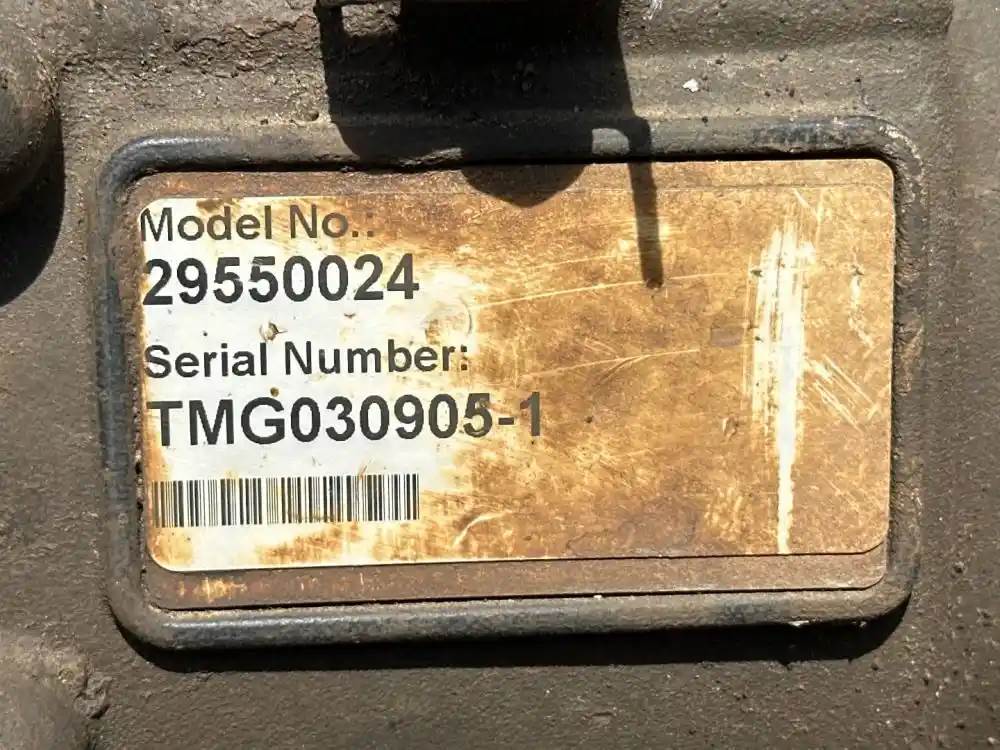 Model No.:
29550024
Serial Number:
TMG030905-1